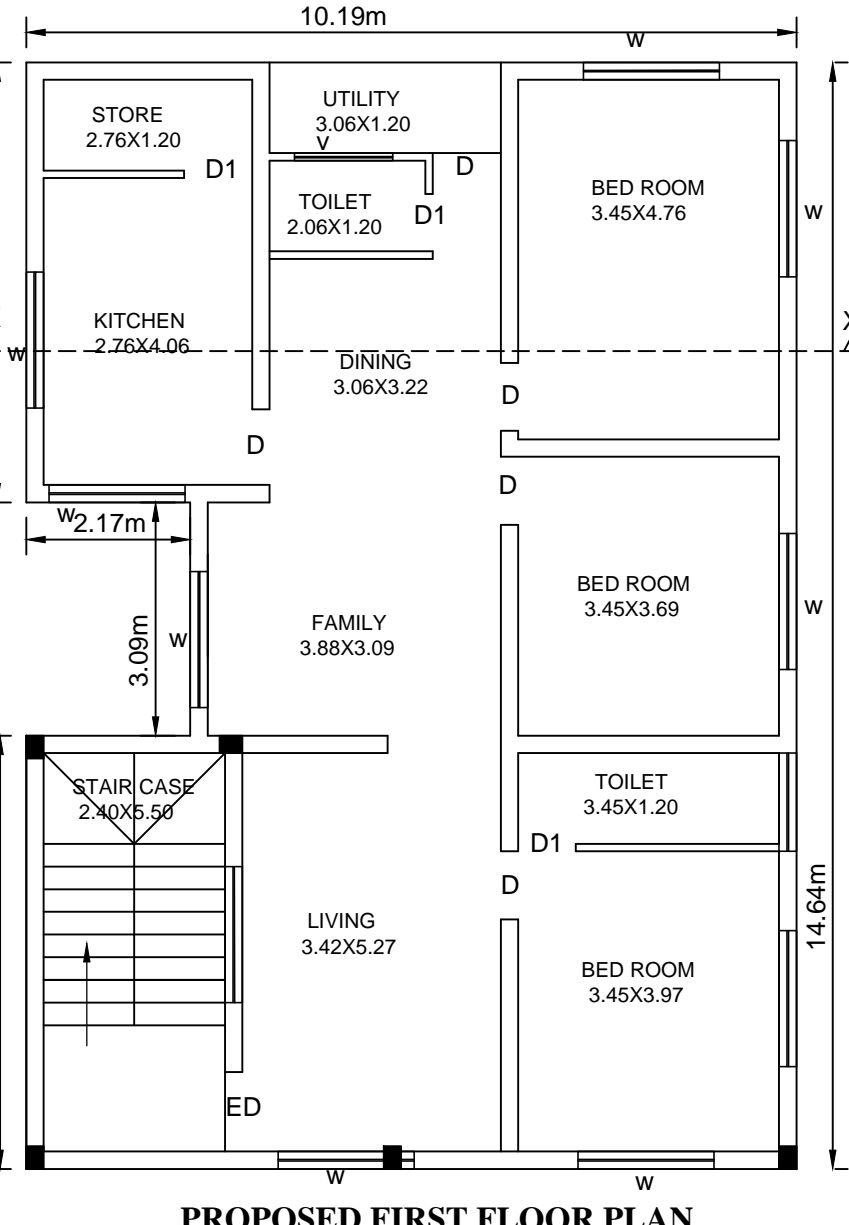 10.19m
W
STORE
2.76X1.20
UTILITY
3.06X1.20
V
D1
D
TOILET
2.06X1.20
D1
BED ROOM
3.45X4.76
W
KITCHEN
2.76X4.06
W
DINING
3.06X3.22
X
D
D
D
W
2.17m
3.09m
W
FAMILY
3.88X3.09
BED ROOM
3.45X3.69
W
STAIR CASE
2.40X5.50
TOILET
3.45X1.20
D1
D
LIVING
3.42X5.27
BED ROOM
3.45X3.97
14.64m
ED
W
W
PROPOSED FIRST FLOOR PLAN